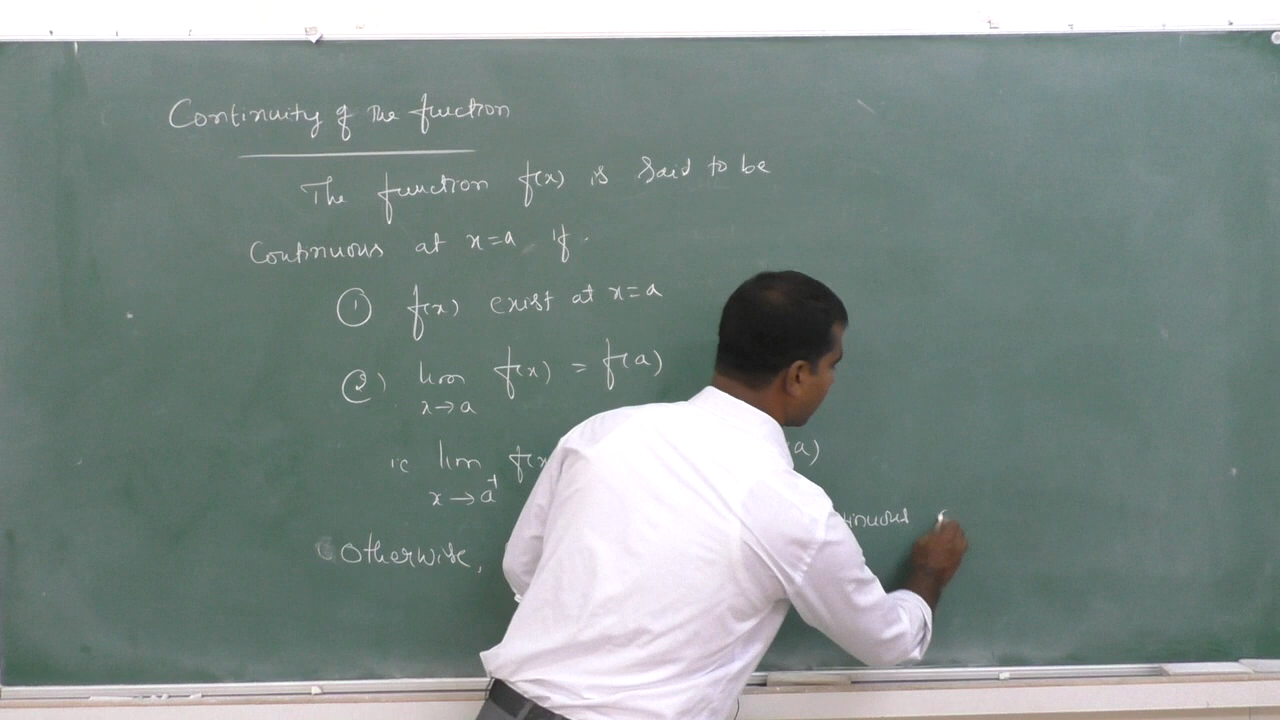 Continuity of the function
The function f(x) is said to be
Continuous at x=a if
① f(x) exist at x=a
② lim f(x) = f(a)
x→a
ie lim f(x (a)
x→a⁺
Otherwise, tinuous